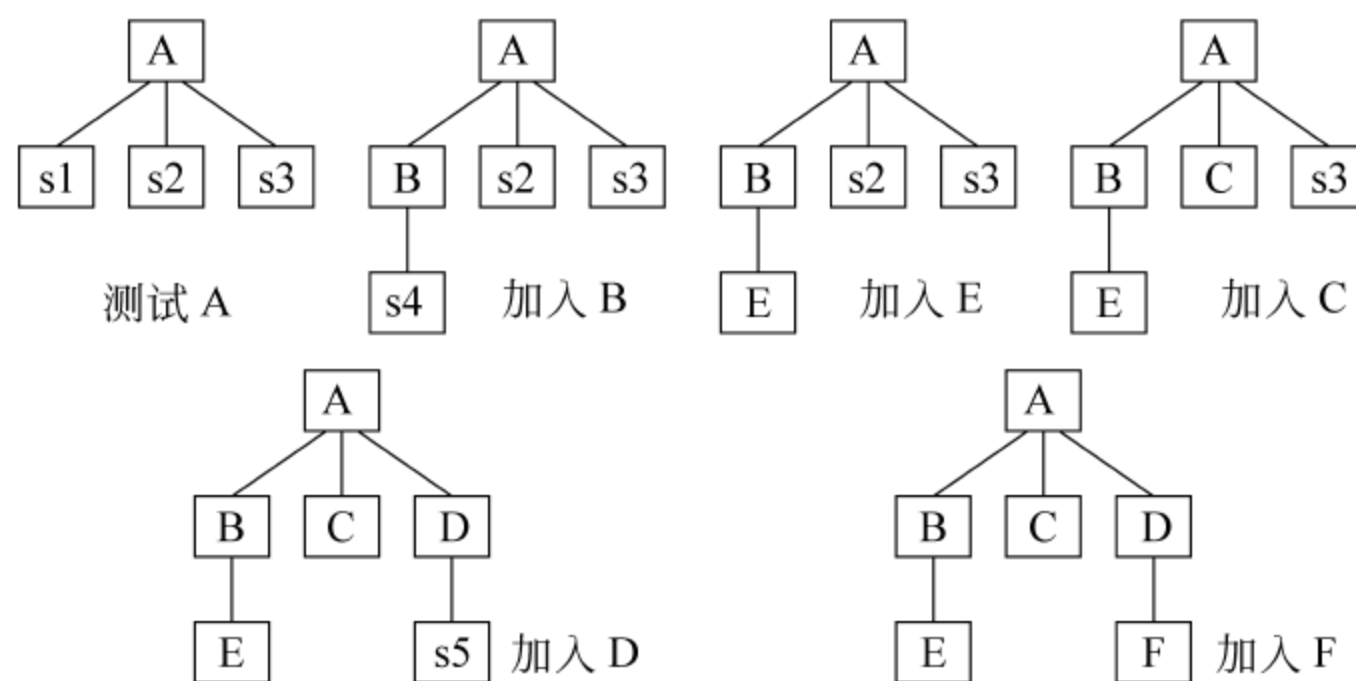 A A A A
s1 s2 s3 B s2 s3 B s2 s3 B C s3
测试 A s4 加入 B E 加入 E E 加入 C
A A
B C D B C D
E s5 加入 D E F 加入 F